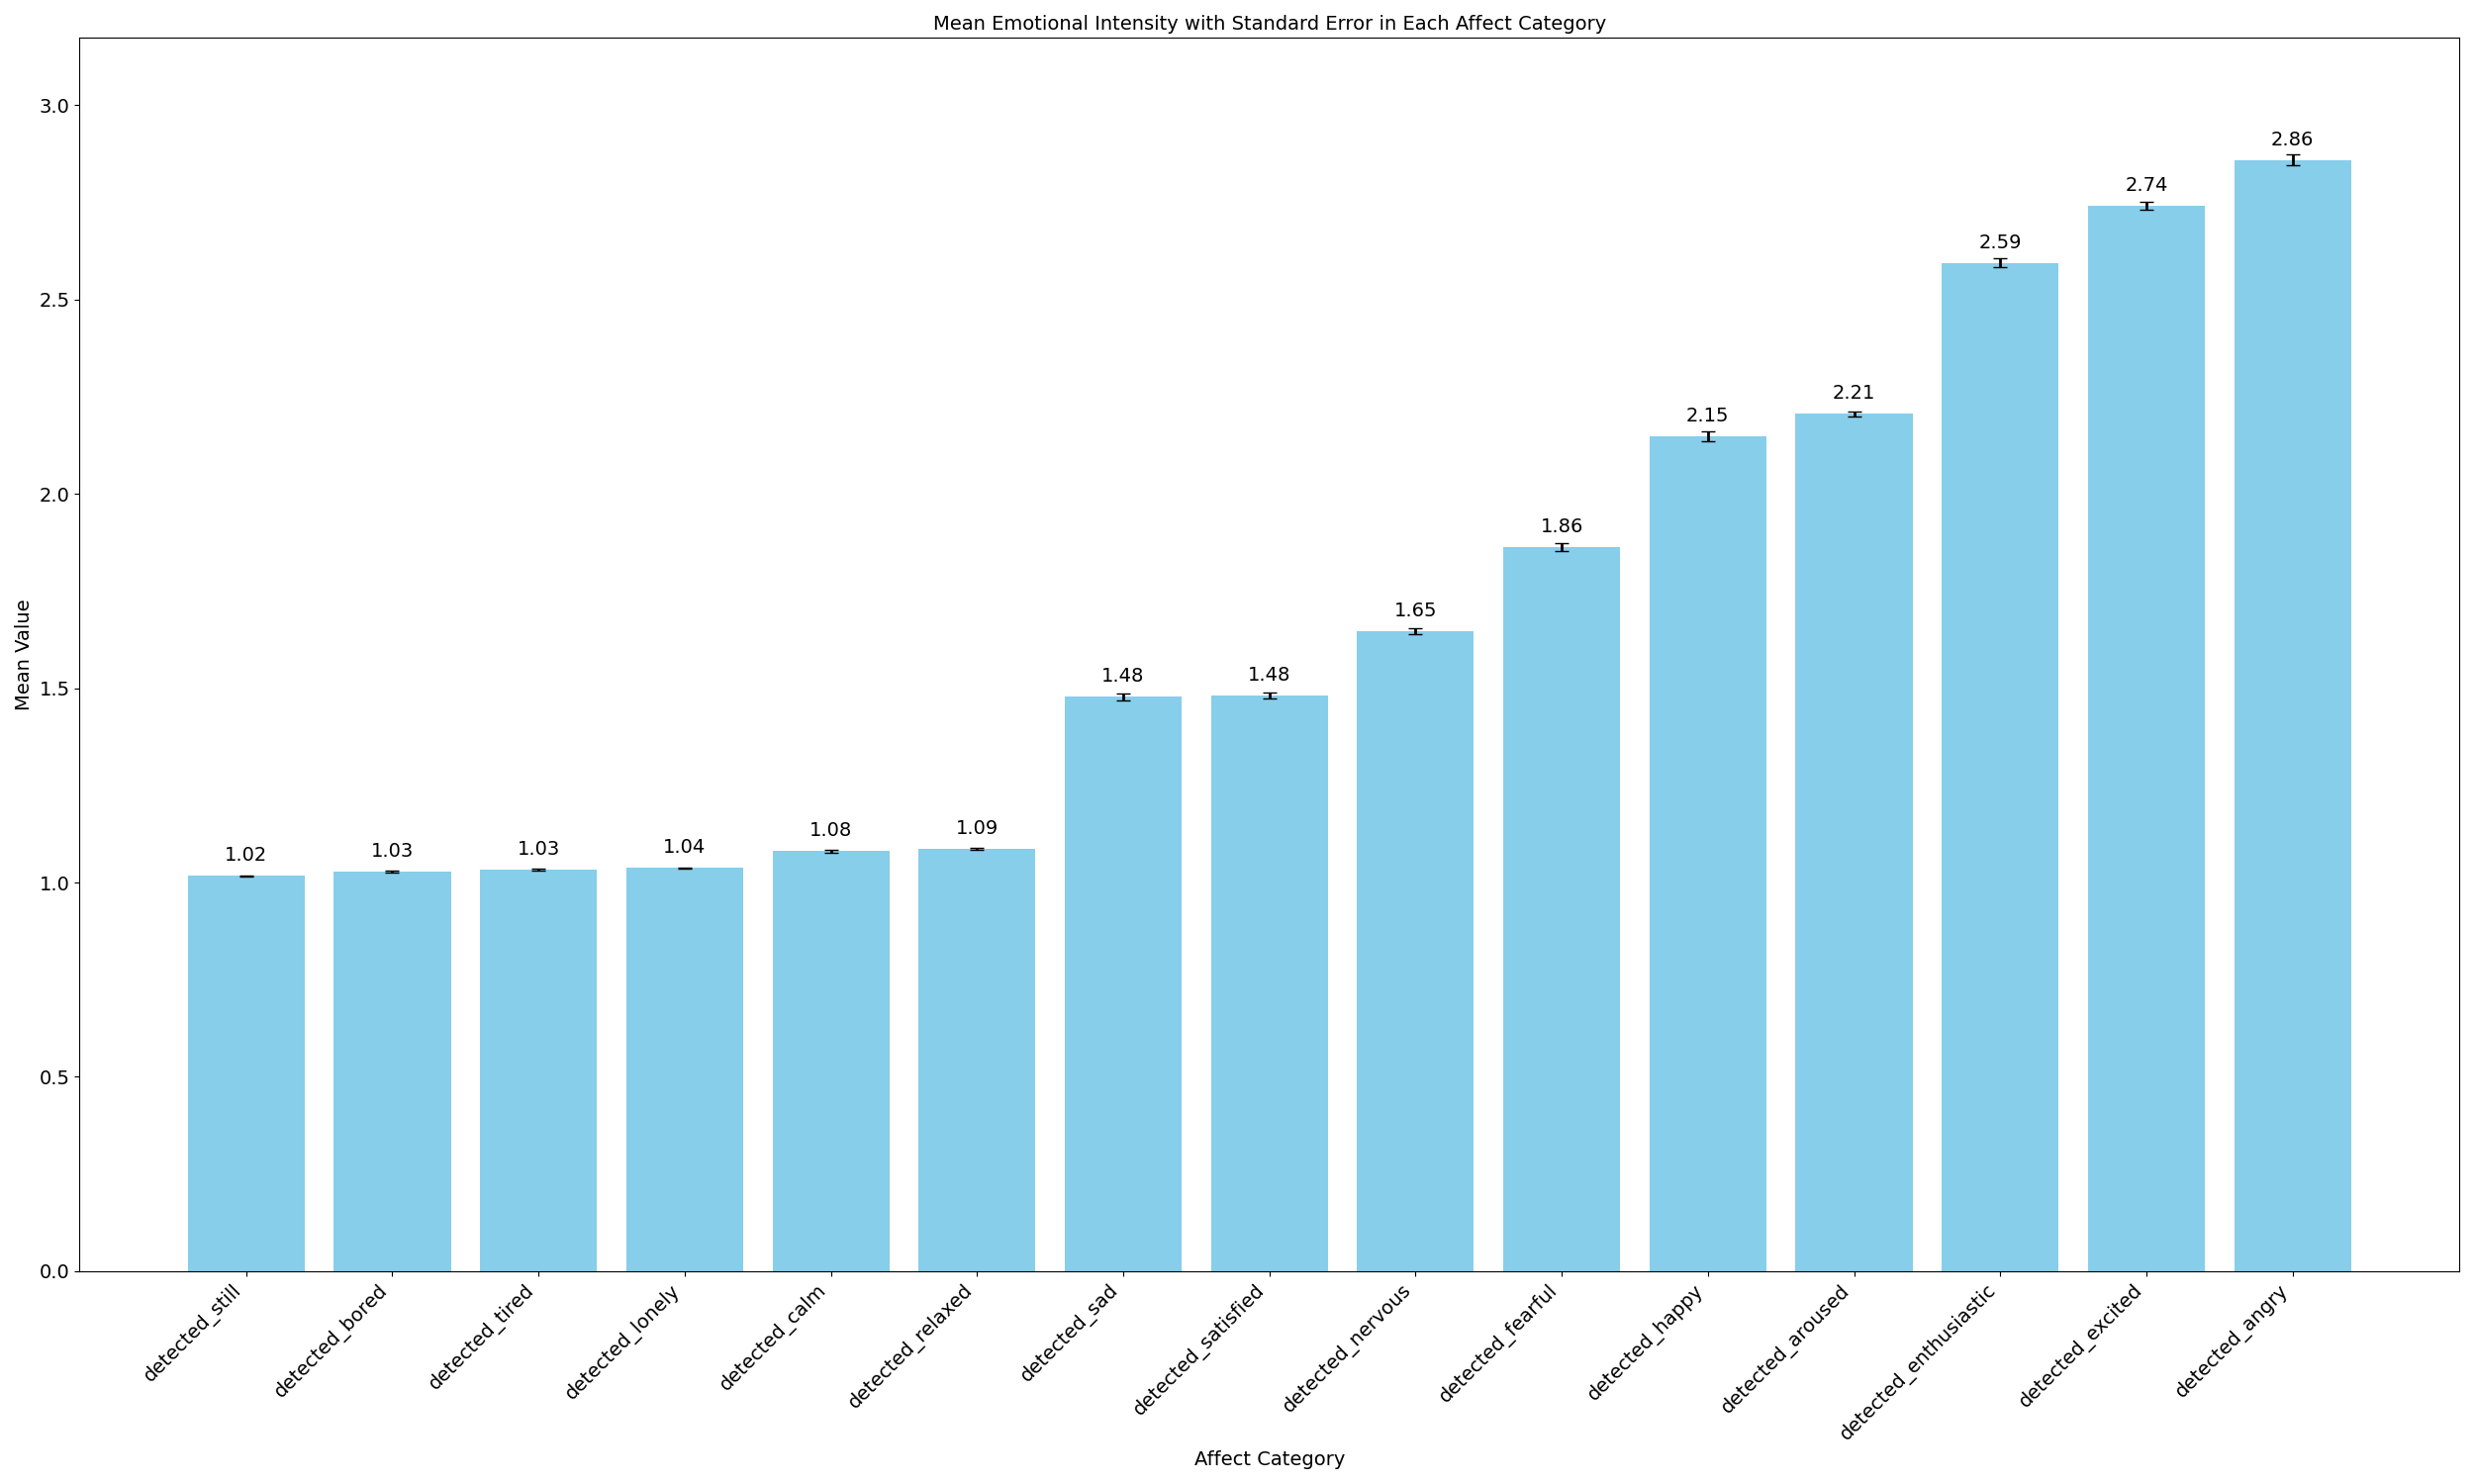 Mean Emotional Intensity with Standard Error in Each Affect Category
3.0
2.5
2.0
1.5
1.0
0.5
0.0
Mean Value
1.02
1.03
1.03
1.04
1.08
1.09
1.48
1.48
1.65
1.86
2.15
2.21
2.59
2.74
2.86
detected_still
detected_bored
detected_tired
detected_lonely
detected_calm
detected_relaxed
detected_sad
detected_satisfied
detected_nervous
detected_fearful
detected_happy
detected_aroused
detected_enthusiastic
detected_excited
detected_angry
Affect Category